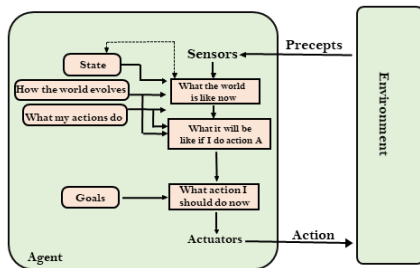 Sensors
Precepts
State
How the world evolves
What my actions do
What the world
is like now
What it will be
like if I do action A
Goals
What action I
should do now
Actuators
Action
Agent
Environment